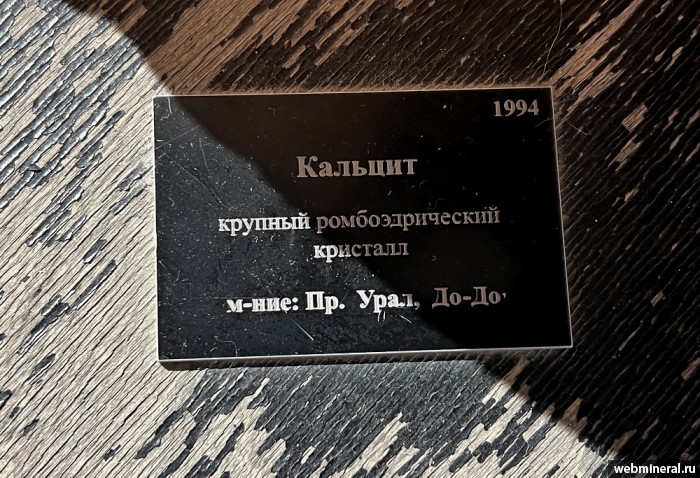 1994
Кальцит
крупный ромбоэдрический
кристалл
м-ние: Пр. Урал, До-До
webmineral.ru